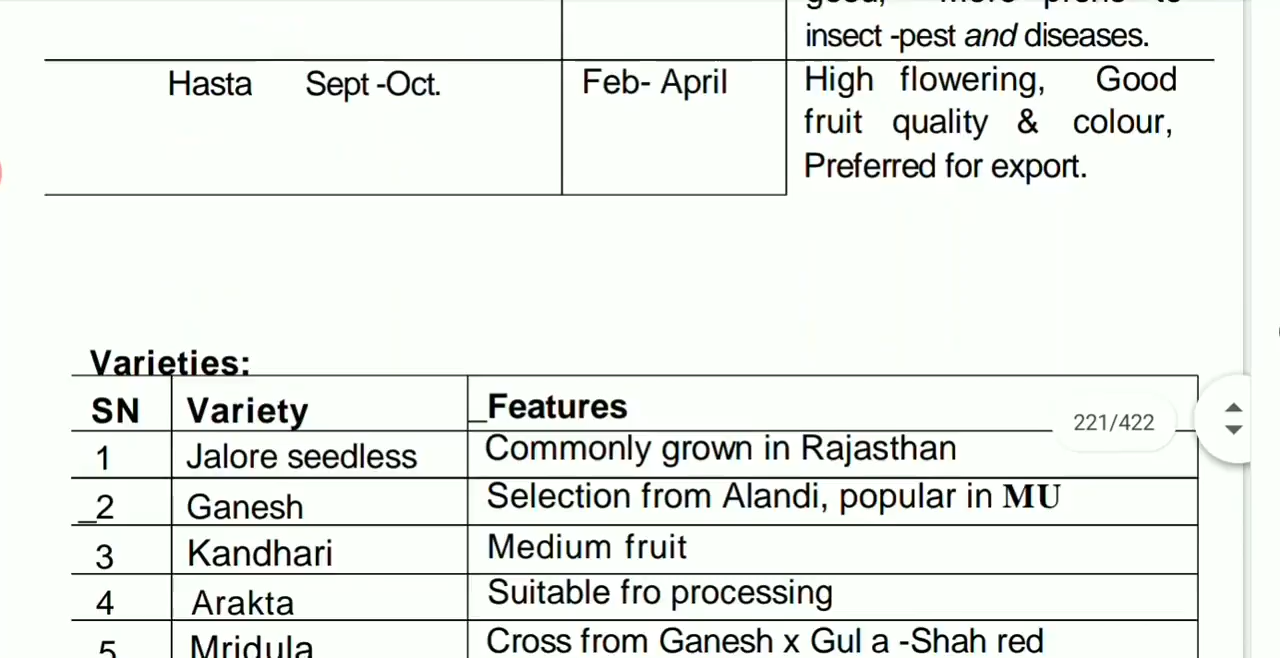 insect -pest and diseases.
Hasta Sept -Oct. Feb- April High flowering, Good
fruit quality & colour,
Preferred for export.
Varieties:
SN Variety _Features
221/422
1 Jalore seedless Commonly grown in Rajasthan
_2 Ganesh Selection from Alandi, popular in MU
3 Kandhari Medium fruit
4 Arakta Suitable fro processing
5 Mridula Cross from Ganesh x Gul a -Shah red